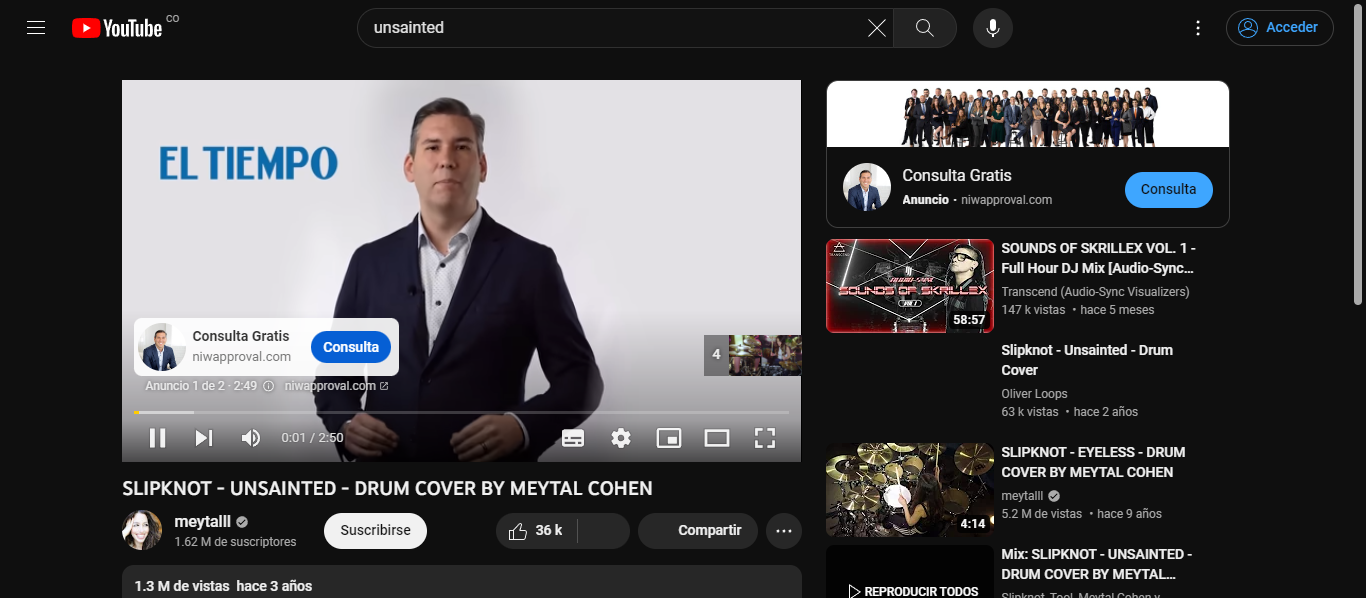 YouTube CO
unsainted
Acceder
EL TIEMPO
Consulta Gratis
niwapproval.com
Consulta
4
Anuncio 1 de 2 · 2:49
niwapproval.com
0:01 / 2:50
SLIPKNOT - UNSAINTED - DRUM COVER BY MEYTAL COHEN
meytalll
1.62 M de suscriptores
Suscribirse
36 k
Compartir
1.3 M de vistas hace 3 años
Consulta Gratis
Anuncio · niwapproval.com
Consulta
TRANSCEND
AUDIO-SYNC
SOUNDS OF SKRILLEX
VOL 1
58:57
SOUNDS OF SKRILLEX VOL. 1 -
Full Hour DJ Mix [Audio-Sync...
Transcend (Audio-Sync Visualizers)
147 k vistas · hace 5 meses
Slipknot - Unsainted - Drum
Cover
Oliver Loops
63 k vistas · hace 2 años
4:14
SLIPKNOT - EYELESS - DRUM
COVER BY MEYTAL COHEN
meytalll
5.2 M de vistas · hace 9 años
REPRODUCIR TODOS
Mix: SLIPKNOT - UNSAINTED -
DRUM COVER BY MEYTAL...
Slipknot, Tool, Meytal Cohen y